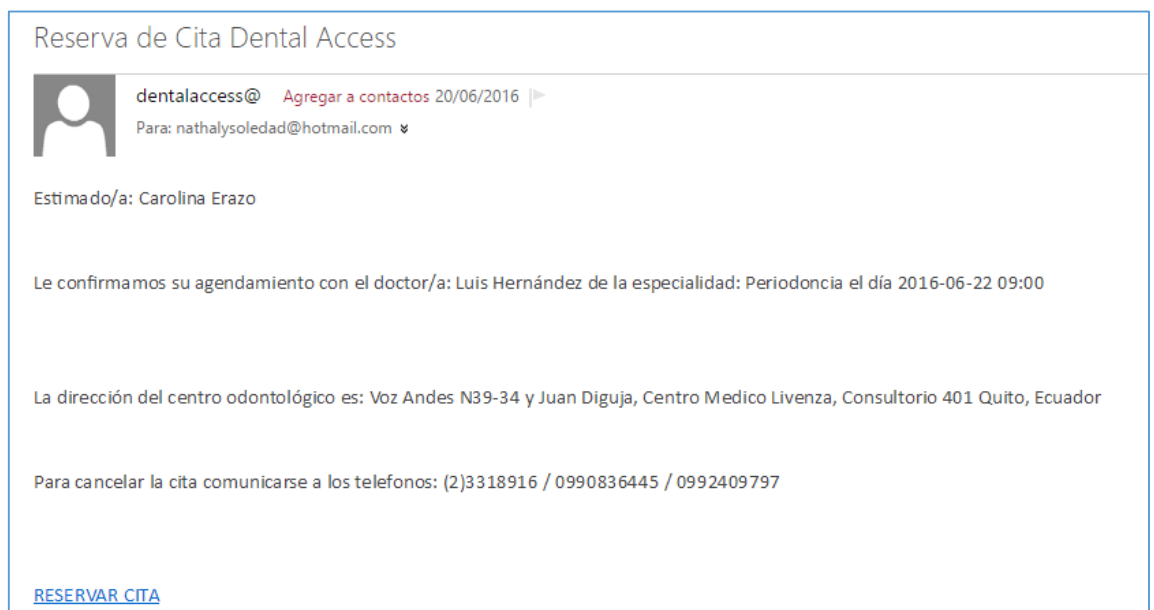 Reserva de Cita Dental Access
dentalaccess@ Agregar a contactos 20/06/2016
Para: nathalysoledad@hotmail.com
Estimado/a: Carolina Erazo
Le confirmamos su agendamiento con el doctor/a: Luis Hernández de la especialidad: Periodoncia el día 2016-06-22 09:00
La dirección del centro odontológico es: Voz Andes N39-34 y Juan Diguja, Centro Medico Livenza, Consultorio 401 Quito, Ecuador
Para cancelar la cita comunicarse a los telefonos: (2)3318916 / 0990836445 / 0992409797
RESERVAR CITA